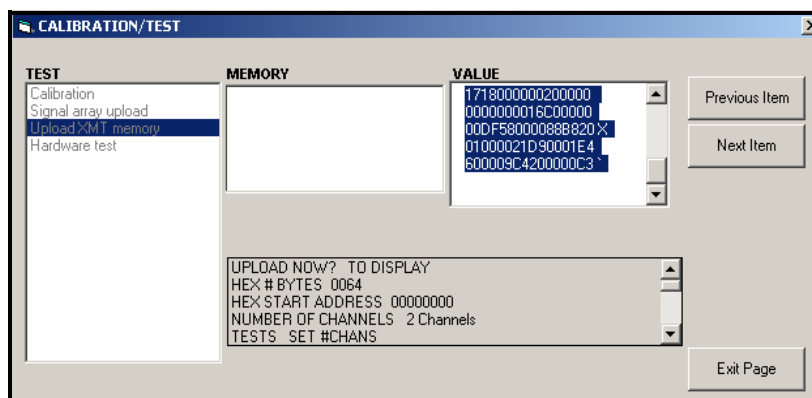 CALIBRATION/TEST
TEST
Calibration
Signal array upload
Upload XMT memory
Hardware test
MEMORY
VALUE
1718000000200000
0000000016C00000
00DF58000088B820 X
01000021D90001E4
600009C4200000C3 `
Previous Item
Next Item
UPLOAD NOW? TO DISPLAY
HEX # BYTES 0064
HEX START ADDRESS 00000000
NUMBER OF CHANNELS 2 Channels
TESTS SET #CHANS
Exit Page